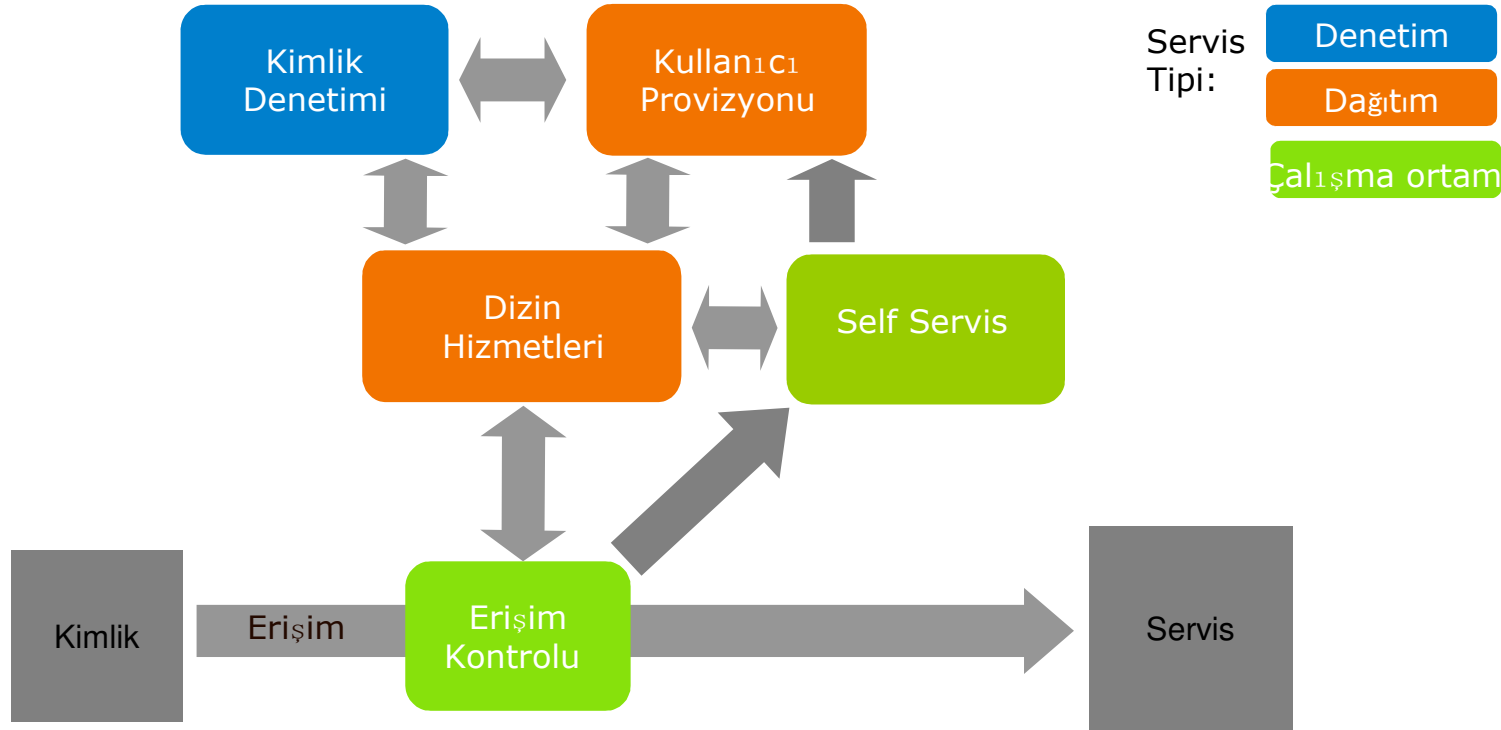 Kimlik
Denetimi
Kullanıcı
Provizyonu
Servis
Tipi:
Denetim
Dağıtım
Çalışma ortam
Dizin
Hizmetleri
Self Servis
Kimlik
Erişim
Erişim
Kontrolu
Servis